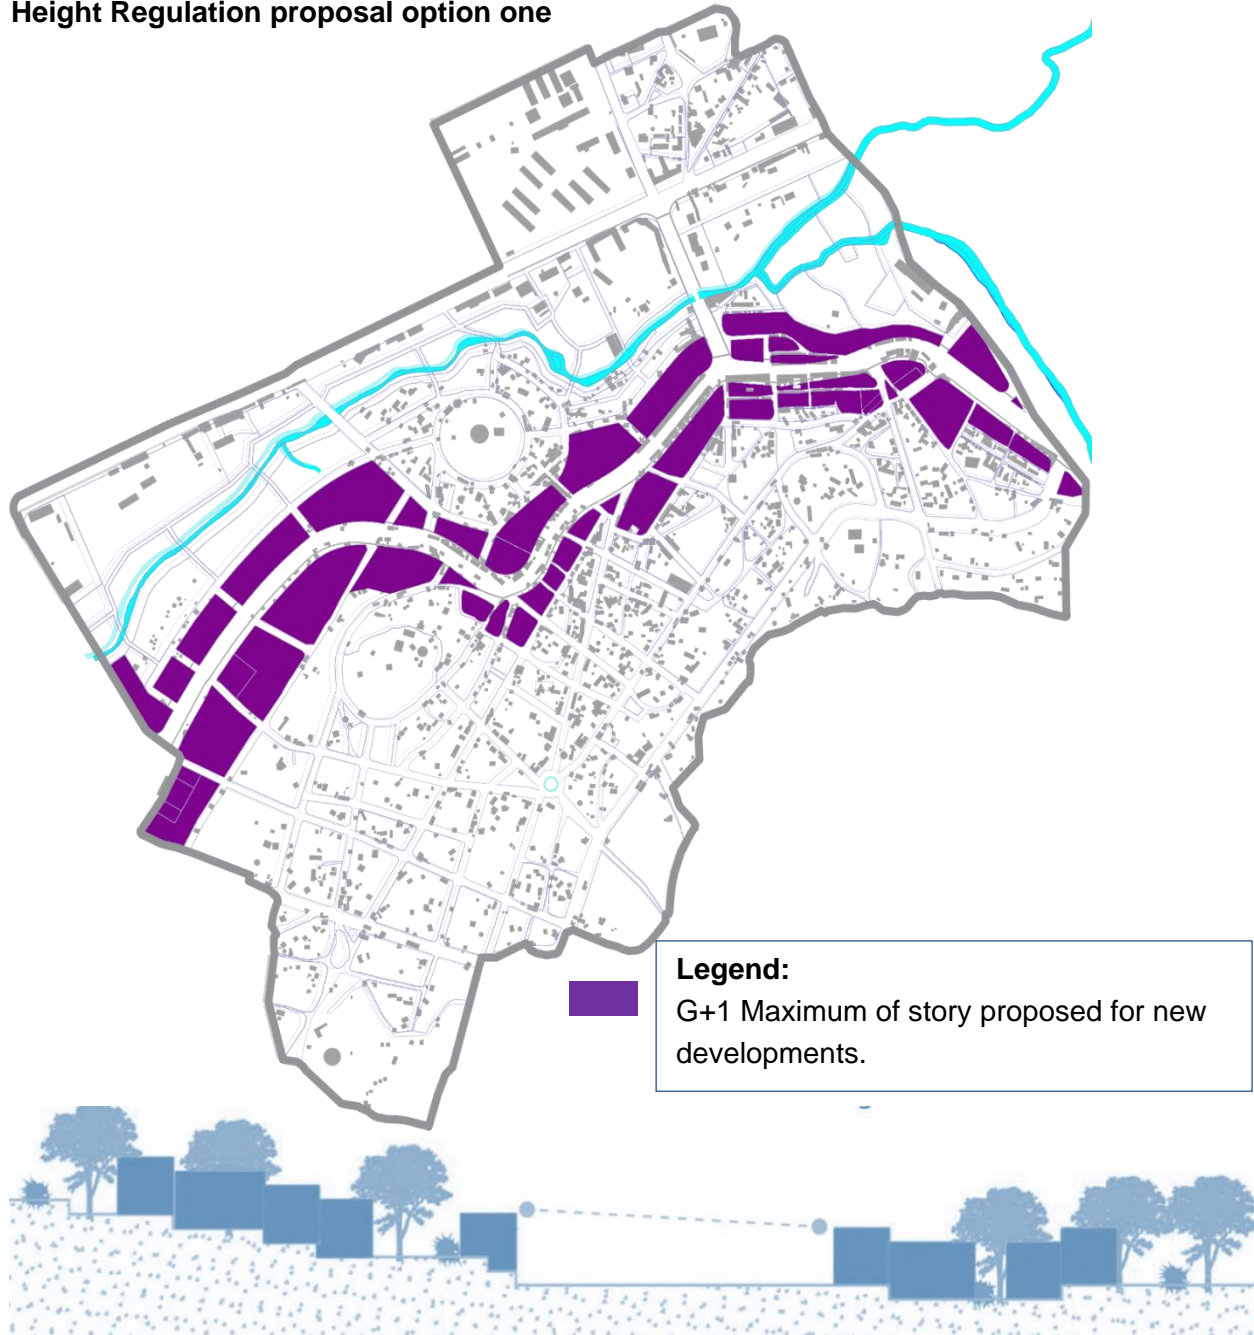 Height Regulation proposal option one
Legend:
G+1 Maximum of story proposed for new
developments.